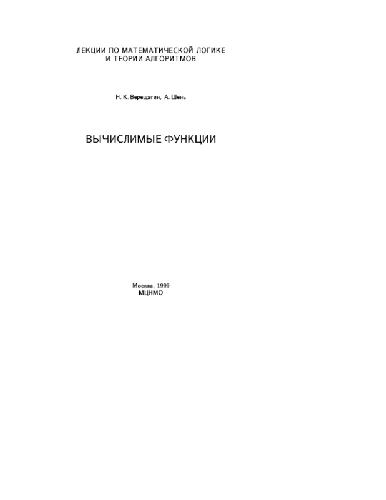 ЛЕКЦИИ ПО МАТЕМАТИЧЕСКОЙ ЛОГИКЕ
И ТЕОРИИ АЛГОРИТМОВ
Н. К. Верещагин, А. Шень
ВЫЧИСЛИМЫЕ ФУНКЦИИ
Москва, 1999
МЦНМО